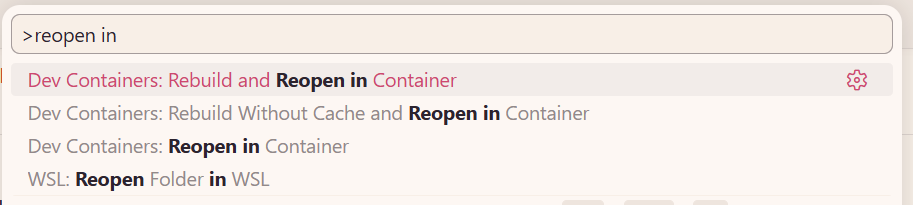 >reopen in
Dev Containers: Rebuild and Reopen in Container
Dev Containers: Rebuild Without Cache and Reopen in Container
Dev Containers: Reopen in Container
WSL: Reopen Folder in WSL